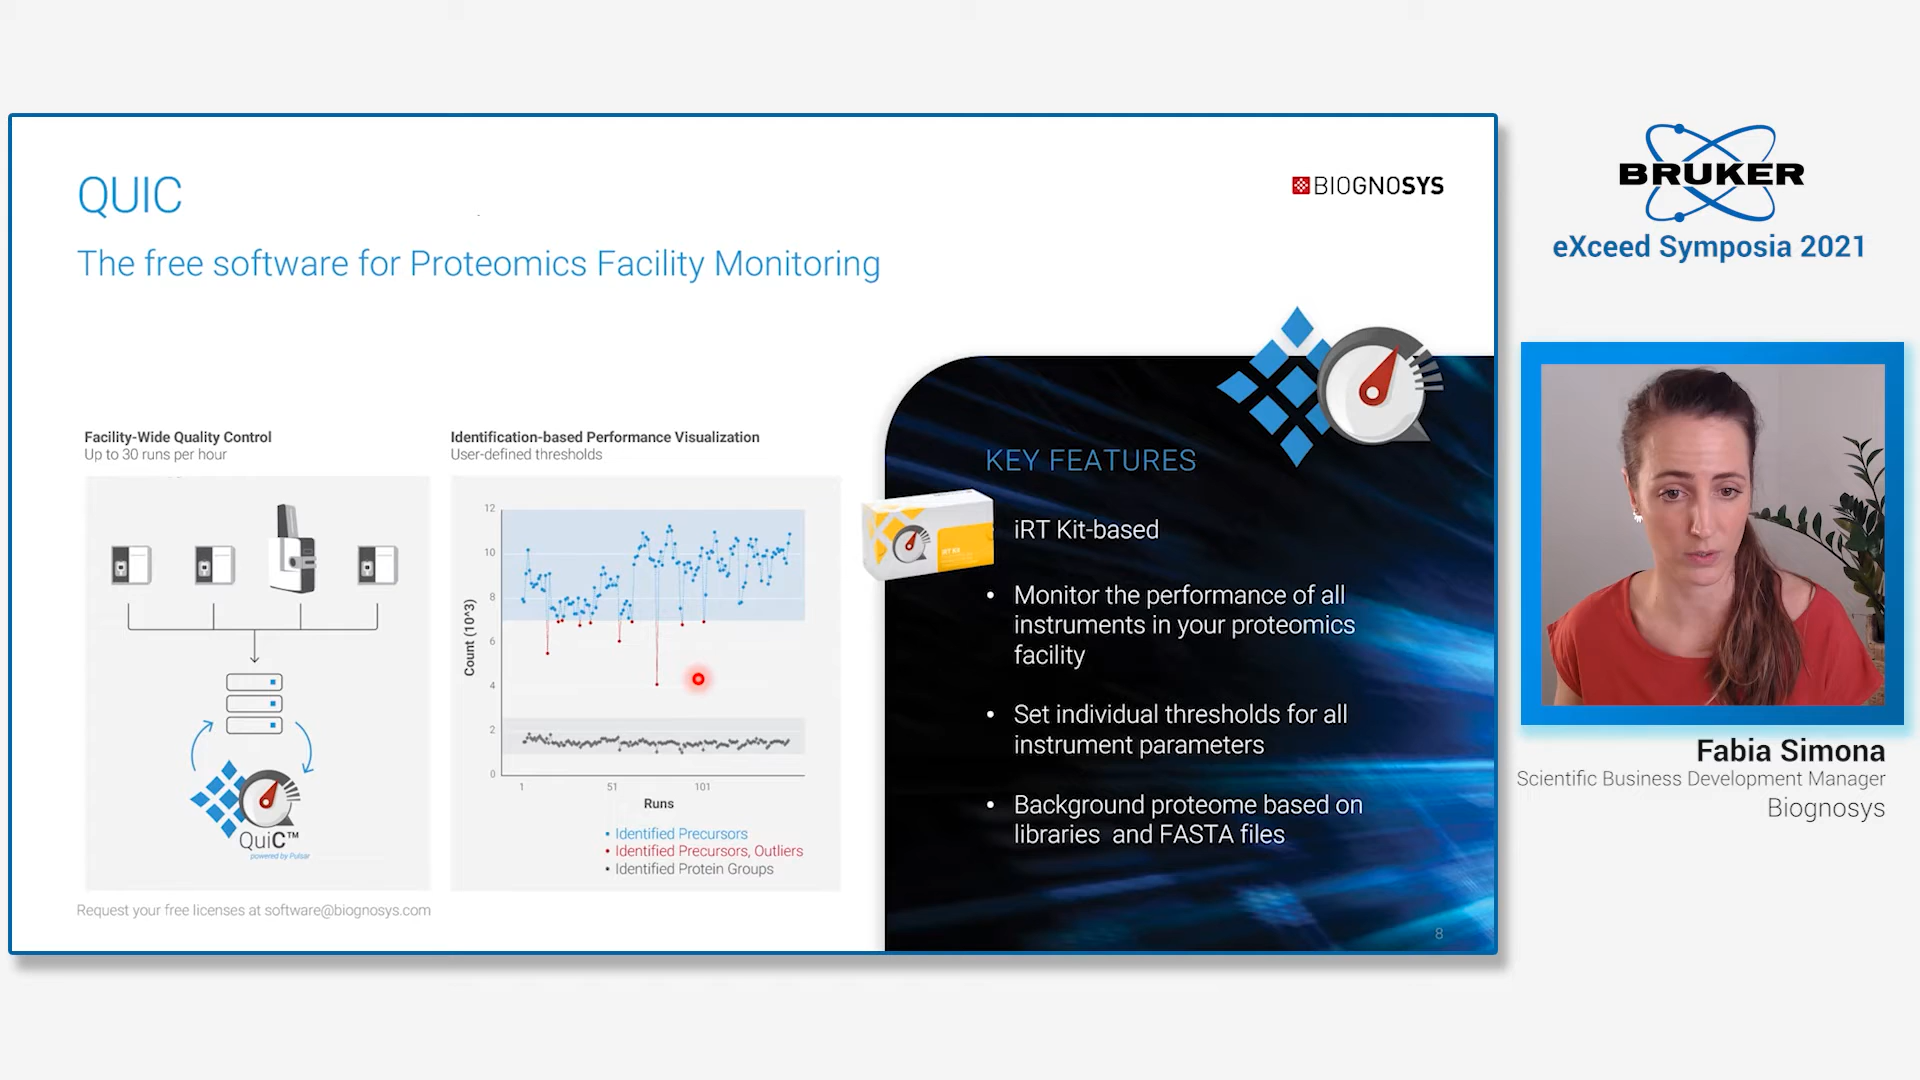 QUIC
BIOGNOSYS
The free software for Proteomics Facility Monitoring
Facility-Wide Quality Control
Up to 30 runs per hour
QuiC™
powered by Pulsar
Identification-based Performance Visualization
User-defined thresholds
Count (10^3)
12
10
8
6
4
2
0
1
51
101
Runs
• Identified Precursors
• Identified Precursors, Outliers
• Identified Protein Groups
Request your free licenses at software@biognosys.com
KEY FEATURES
iRT Kit-based
• Monitor the performance of all
instruments in your proteomics
facility
• Set individual thresholds for all
instrument parameters
• Background proteome based on
libraries and FASTA files
8
BRUKER
eXceed Symposia 2021
Fabia Simona
Scientific Business Development Manager
Biognosys